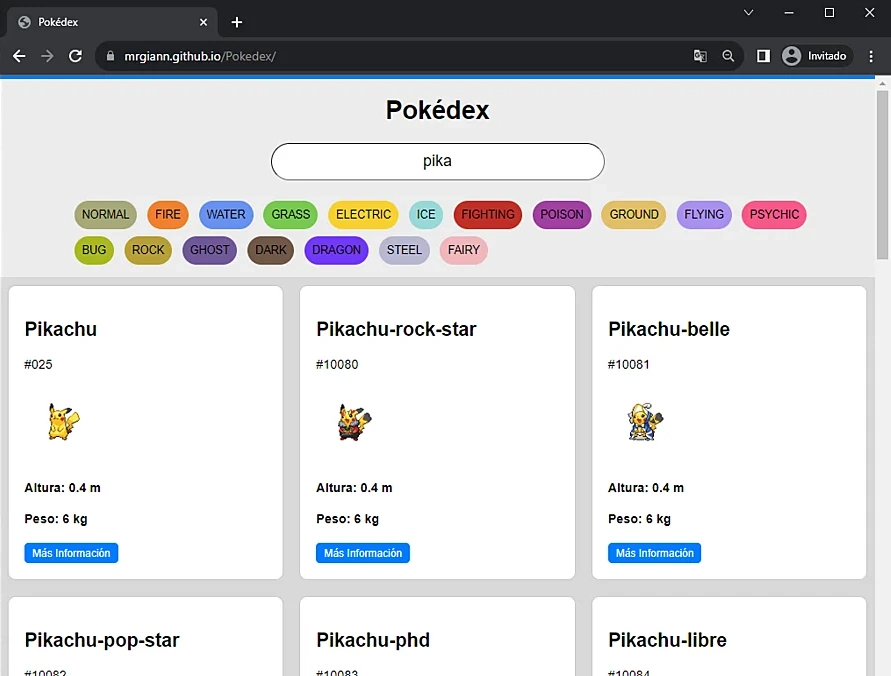 Pokédex
mrgiann.github.io/Pokedex/
Invitado
Pokédex
pika
NORMAL FIRE WATER GRASS ELECTRIC ICE FIGHTING POISON GROUND FLYING PSYCHIC
BUG ROCK GHOST DARK DRAGON STEEL FAIRY
Pikachu
#025
Altura: 0.4 m
Peso: 6 kg
Más Información
Pikachu-rock-star
#10080
Altura: 0.4 m
Peso: 6 kg
Más Información
Pikachu-belle
#10081
Altura: 0.4 m
Peso: 6 kg
Más Información
Pikachu-pop-star
#10082
Pikachu-phd
#10083
Pikachu-libre
#10084